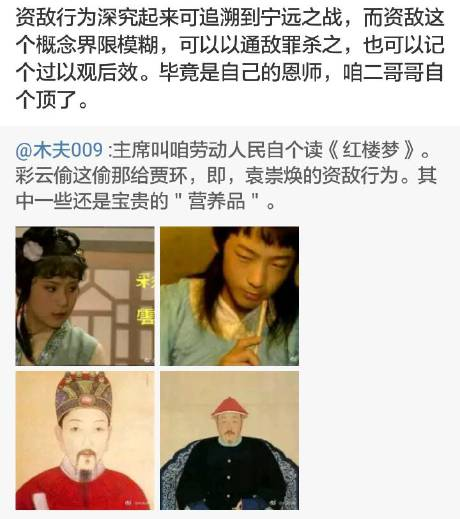 资敌行为深究起来可追溯到宁远之战，而资敌这
个概念界限模糊，可以以通敌罪杀之，也可以记
个过以观后效。毕竟是自己的恩师，咱二哥哥自
个顶了。
@木夫009 :主席叫咱劳动人民自个读《红楼梦》。
彩云偷这偷那给贾环，即，袁崇焕的资敌行为。其
中一些还是宝贵的＂营养品＂。
彩
雲